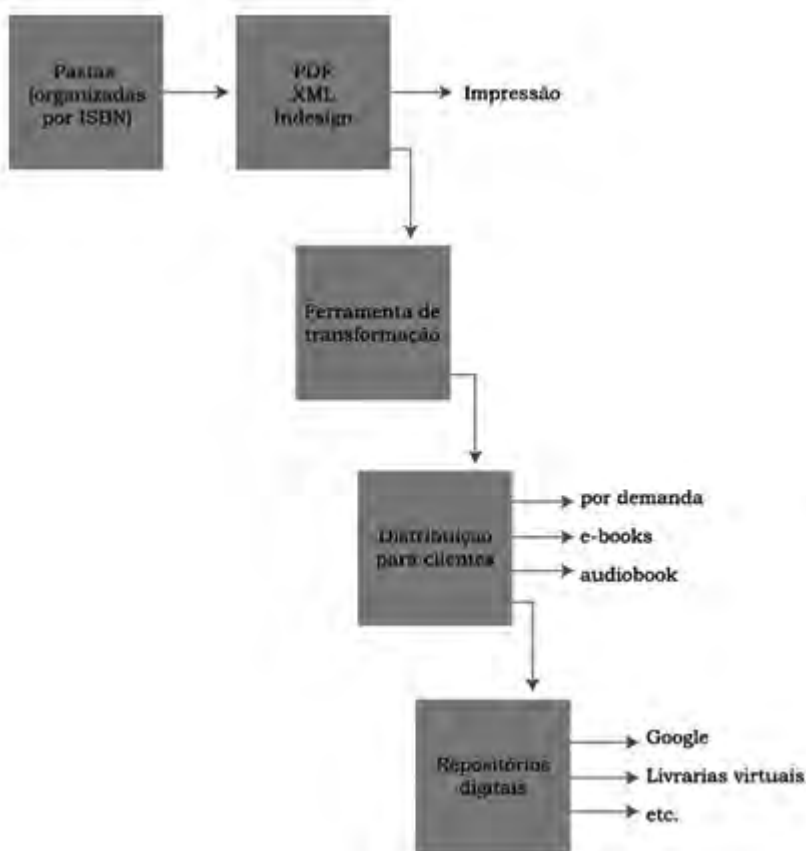 Pastas
(organizadas
por ISBN)
PDF
XML
Indesign
Impressão
Ferramenta de
transformação
Distribuiçao
para clientes
por demanda
e-books
audiobook
Repositórios
digitais
Google
Livrarias virtuais
etc.